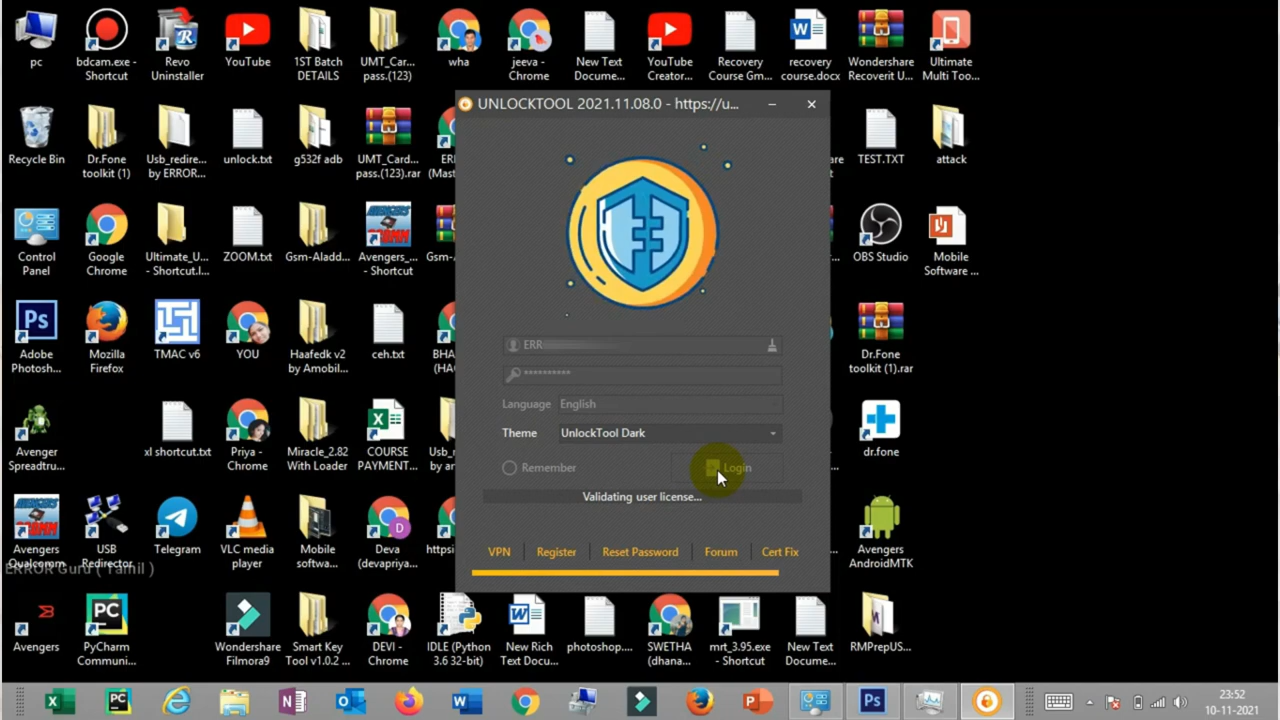 pc
bdcam.exe -
Shortcut
Revo
Uninstaller
YouTube
1ST Batch
DETAILS
UMT_Car...
pass.(123)
wha
jeeva -
Chrome
New Text
Docume...
YouTube
Creator...
Recovery
Course Gm...
recovery
course.docx
Wondershare
Recoverit U...
Ultimate
Multi Too...
UNLOCKTOOL 2021.11.08.0 - https://u...
Recycle Bin
Dr.Fone
toolkit (1)
Usb_redire...
by ERROR...
unlock.txt
g532f adb
UMT_Card...
pass.(123).rar
TEST.TXT
attack
Control
Panel
Google
Chrome
Ultimate_U...
- Shortcut.l...
ZOOM.txt
Gsm-Aladd...
Avengers_...
- Shortcut
OBS Studio
Mobile
Software ...
Adobe
Photosh...
Mozilla
Firefox
TMAC v6
YOU
Haafedk v2
by Amobil...
ceh.txt
Dr.Fone
toolkit (1).rar
ERR
**********
Language English
Theme UnlockTool Dark
Remember
Login
Validating user license...
VPN
Register
Reset Password
Forum
Cert Fix
Avenger
Spreadtru...
xl shortcut.txt
Priya -
Chrome
Miracle_2.82
With Loader
COURSE
PAYMENT...
dr.fone
Avengers
Qualcomm
USB
Redirector
Telegram
VLC media
player
Mobile
softwa...
Deva
(devapriya...
Avengers
AndroidMTK
ERROR Guru ( Tamil )
Avengers
PyCharm
Communi...
Wondershare
Filmora9
Smart Key
Tool v1.0.2 ...
DEVI -
Chrome
IDLE (Python
3.6 32-bit)
New Rich
Text Docu...
photoshop....
SWETHA
(dhana...
mrt_3.95.exe
- Shortcut
New Text
Docume...
RMPrepUS...
23:52
10-11-2021